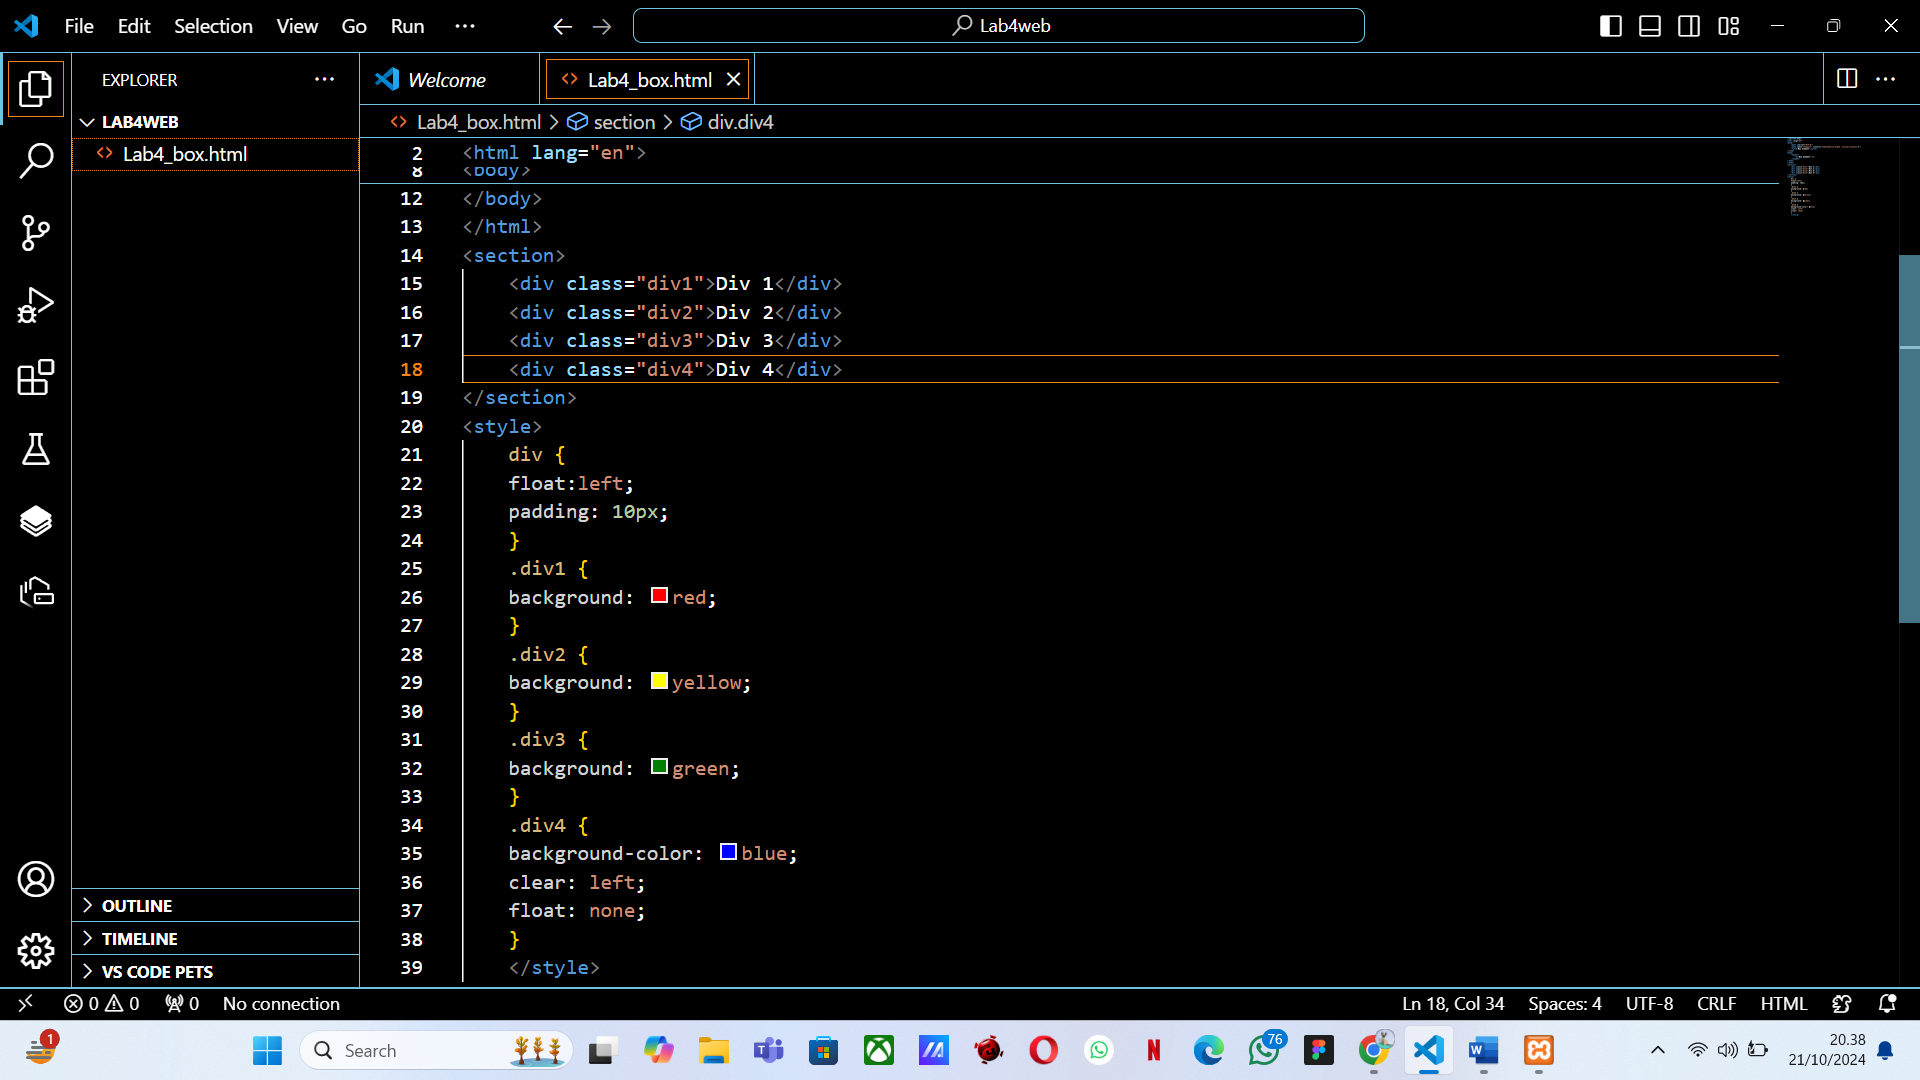 File Edit Selection View Go Run ··· Lab4web
EXPLORER ···
Welcome
Lab4_box.html
LAB4WEB
Lab4_box.html
Lab4_box.html > section > div.div4
2 <html lang="en">
8 <body>
12 </body>
13 </html>
14 <section>
15 <div class="div1">Div 1</div>
16 <div class="div2">Div 2</div>
17 <div class="div3">Div 3</div>
18 <div class="div4">Div 4</div>
19 </section>
20 <style>
21 div {
22 float:left;
23 padding: 10px;
24 }
25 .div1 {
26 background: red;
27 }
28 .div2 {
29 background: yellow;
30 }
31 .div3 {
32 background: green;
33 }
34 .div4 {
35 background-color: blue;
36 clear: left;
37 float: none;
38 }
39 </style>
OUTLINE
TIMELINE
VS CODE PETS
0 0 0 No connection Ln 18, Col 34 Spaces: 4 UTF-8 CRLF HTML
1
Search
76
20.38
21/10/2024